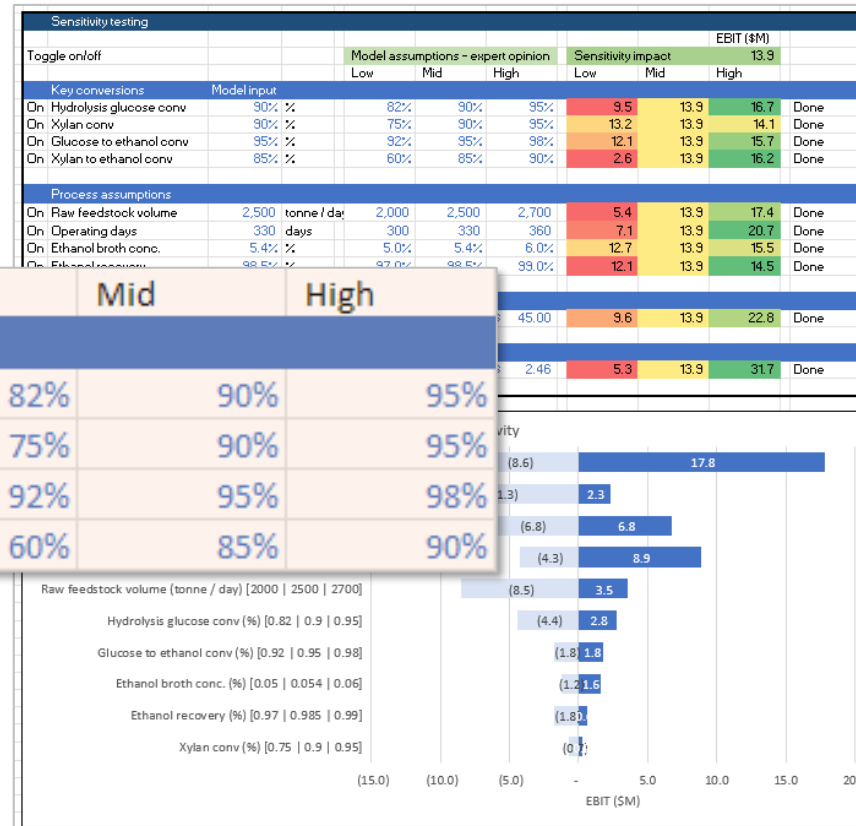 Sensitivity testing
EBIT ($M)
Toggle on/off Model assumptions - expert opinion Sensitivity impact 13.9
Low Mid High Low Mid High
Key conversions Model input
On Hydrolysis glucose conv 90% % 82% 90% 95% 9.5 13.9 16.7 Done
On Xylan conv 90% % 75% 90% 95% 13.2 13.9 14.1 Done
On Glucose to ethanol conv 95% % 92% 95% 98% 12.1 13.9 15.7 Done
On Xylan to ethanol conv 85% % 60% 85% 90% 2.6 13.9 16.2 Done
Process assumptions
On Raw feedstock volume 2,500 tonne / day 2,000 2,500 2,700 5.4 13.9 17.4 Done
On Operating days 330 days 300 330 360 7.1 13.9 20.7 Done
On Ethanol broth conc. 5.4% % 5.0% 5.4% 6.0% 12.7 13.9 15.5 Done
On Ethanol recovery 98.5% % 97.0% 98.5% 99.0% 12.1 13.9 14.5 Done
45.00 9.6 13.9 22.8 Done
2.46 5.3 13.9 31.7 Done
Mid High
82% 90% 95%
75% 90% 95%
92% 95% 98%
60% 85% 90%
(8.6) 17.8
2.3
(6.8) 6.8
(4.3) 8.9
Raw feedstock volume (tonne / day) [2000 | 2500 | 2700] (8.5) 3.5
Hydrolysis glucose conv (%) [0.82 | 0.9 | 0.95] (4.4) 2.8
Glucose to ethanol conv (%) [0.92 | 0.95 | 0.98] (1.8) 1.8
Ethanol broth conc. (%) [0.05 | 0.054 | 0.06] 1.6
Ethanol recovery (%) [0.97 | 0.985 | 0.99]
Xylan conv (%) [0.75 | 0.9 | 0.95]
(15.0) (10.0) (5.0) - 5.0 10.0 15.0
EBIT ($M)